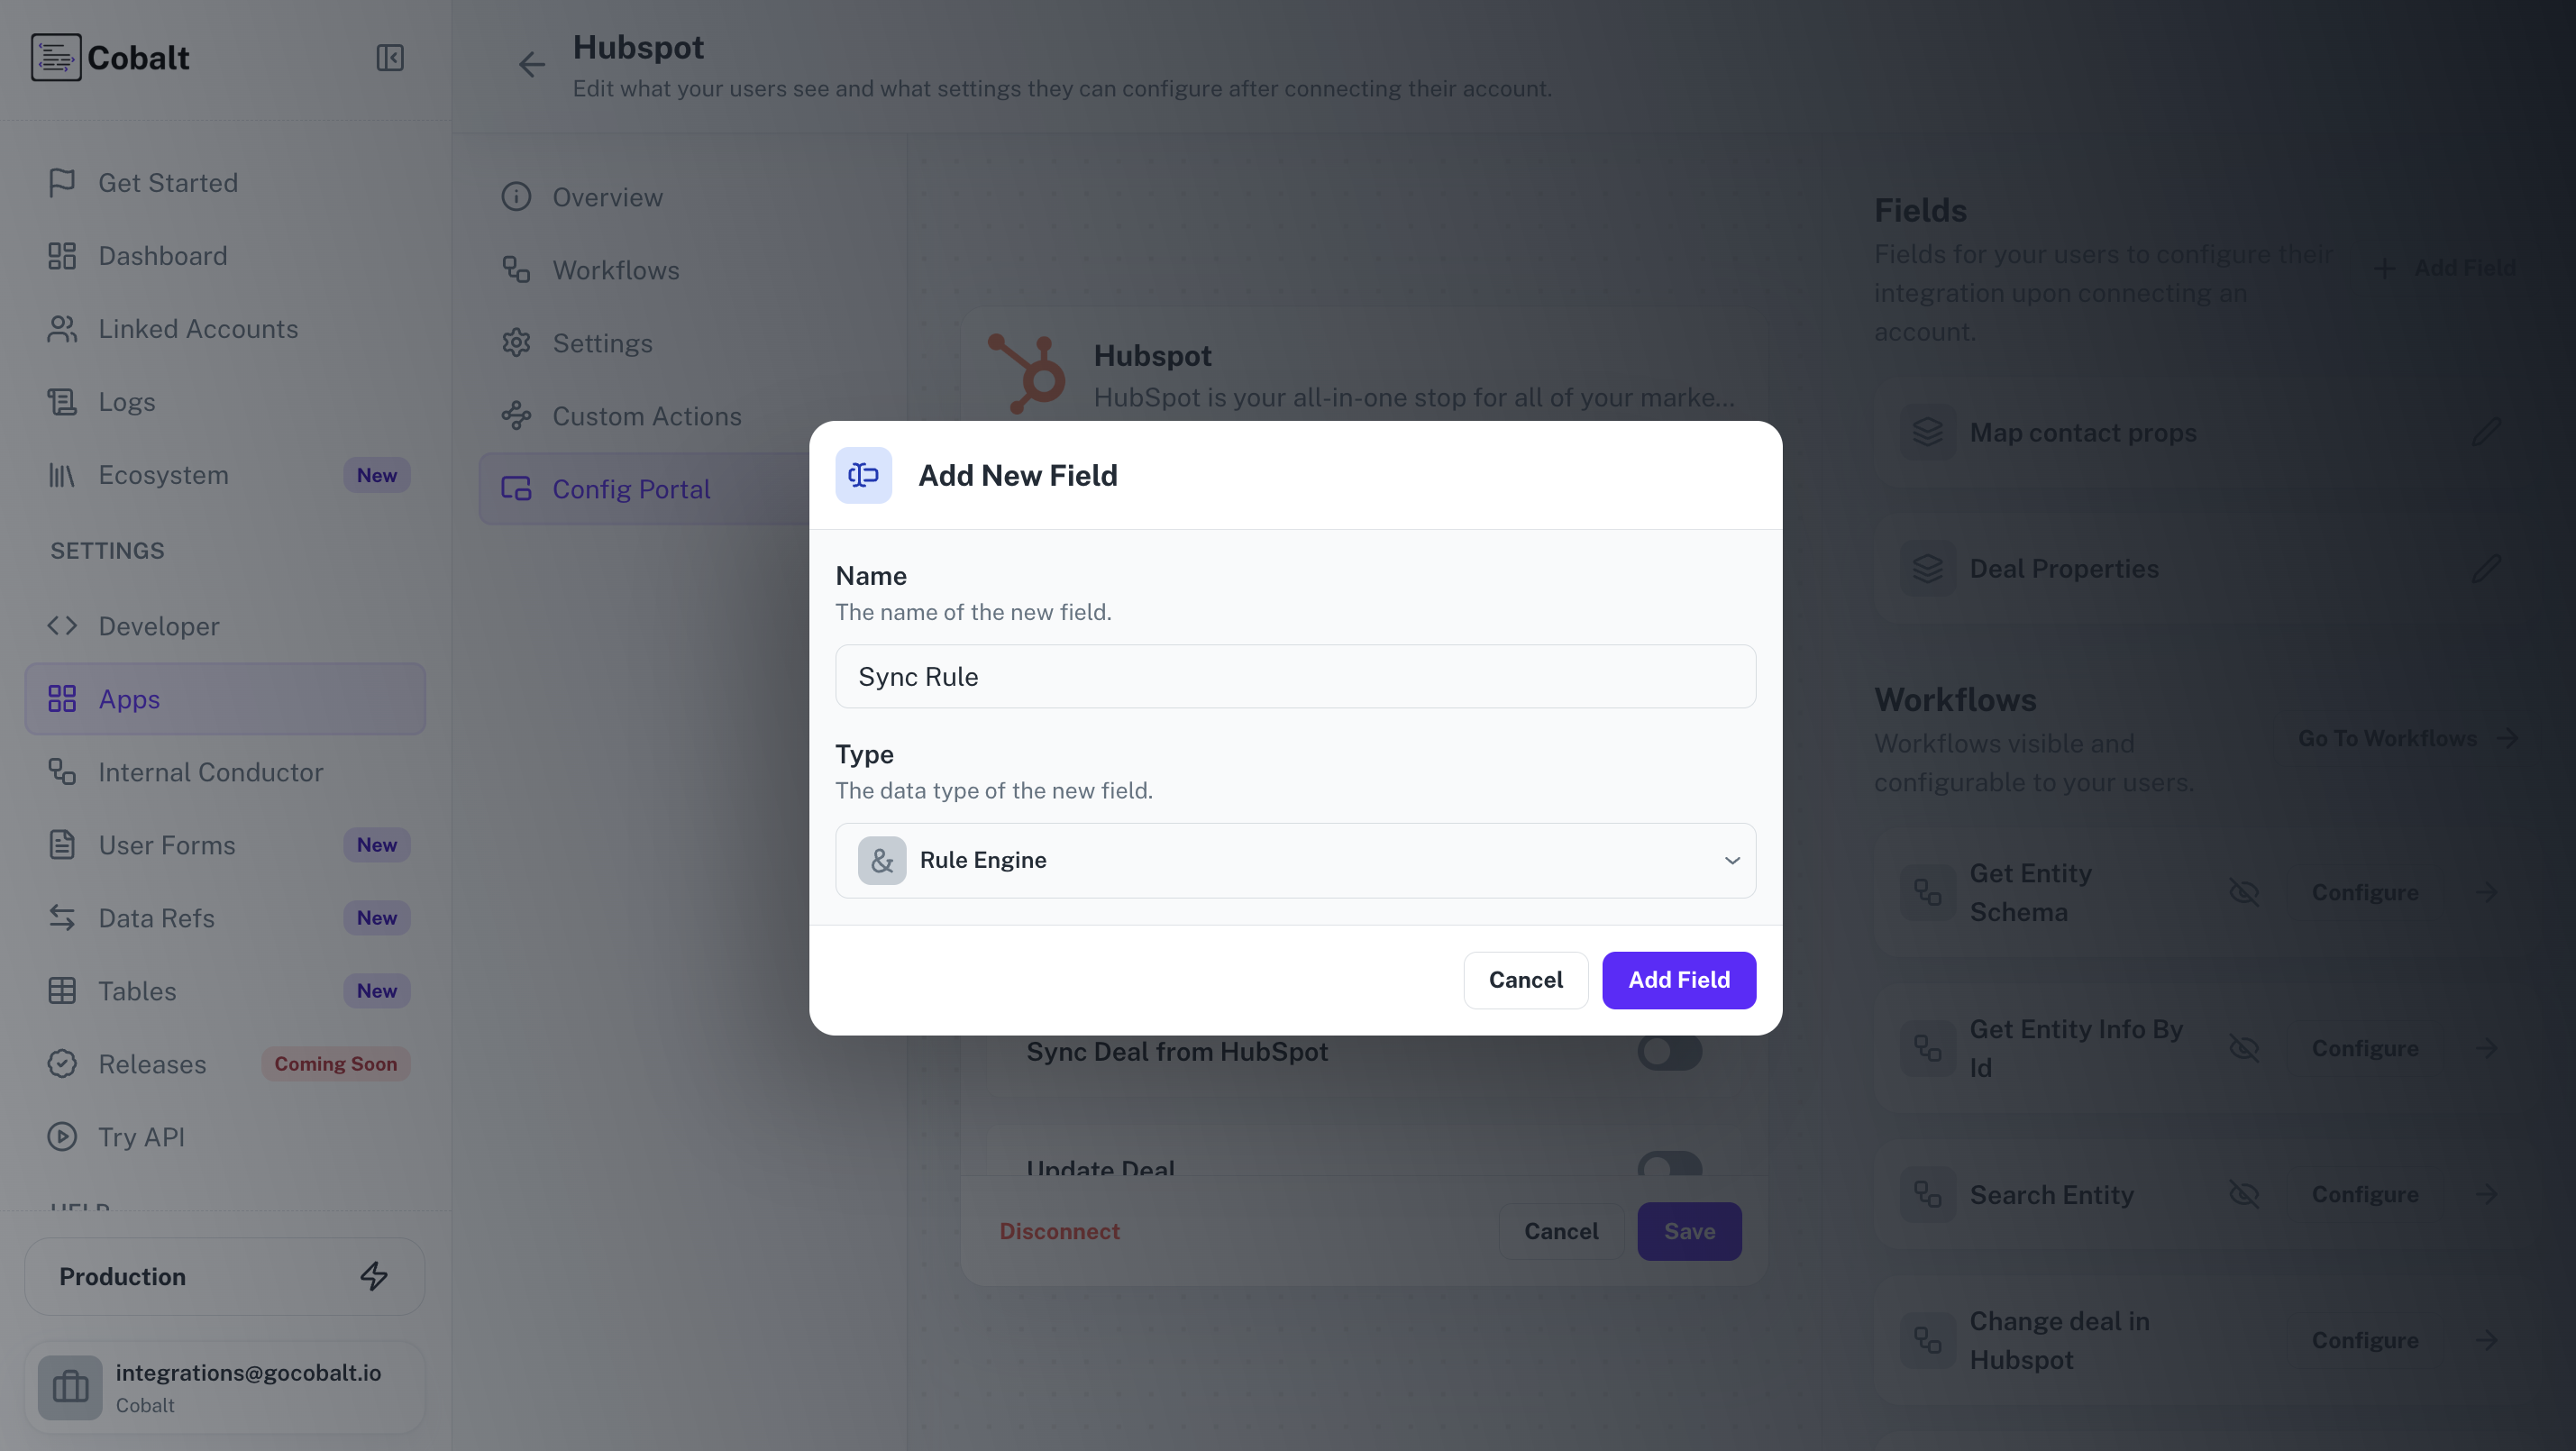 Cobalt
Get Started
Dashboard
Linked Accounts
Logs
Ecosystem New
SETTINGS
Developer
Apps
Internal Conductor
User Forms New
Data Refs New
Tables New
Releases Coming Soon
Try API
HELP
Production
integrations@gocobalt.io
Cobalt
Hubspot
Edit what your users see and what settings they can configure after connecting their account.
Overview
Workflows
Settings
Custom Actions
Config Portal
Hubspot
HubSpot is your all-in-one stop for all of your marke...
Add New Field
Name
The name of the new field.
Sync Rule
Type
The data type of the new field.
& Rule Engine
Cancel Add Field
Sync Deal from HubSpot
Update Deal
Disconnect Cancel Save
Fields
Fields for your users to configure their
integration upon connecting an
account.
Add Field
Map contact props
Deal Properties
Workflows
Workflows visible and
configurable to your users.
Go To Workflows
Get Entity
Schema
Configure
Get Entity Info By
Id
Configure
Search Entity Configure
Change deal in
Hubspot
Configure